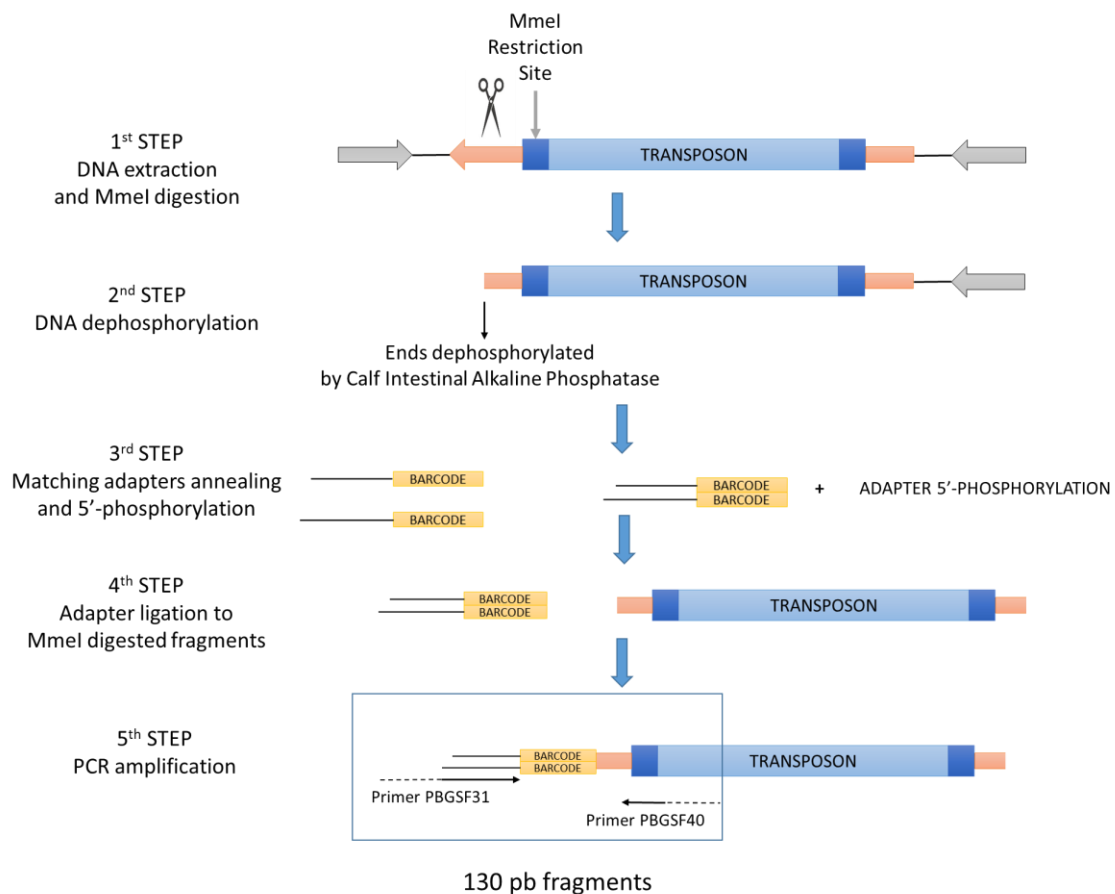 MmeI
Restriction
Site
1st STEP
DNA extraction
and MmeI digestion
TRANSPOSON
2nd STEP
DNA dephosphorylation
TRANSPOSON
Ends dephosphorylated
by Calf Intestinal Alkaline Phosphatase
3rd STEP
Matching adapters annealing
and 5’-phosphorylation
BARCODE
BARCODE
BARCODE
BARCODE
+ ADAPTER 5’-PHOSPHORYLATION
4th STEP
Adapter ligation to
MmeI digested fragments
BARCODE
BARCODE
TRANSPOSON
5th STEP
PCR amplification
BARCODE
BARCODE
TRANSPOSON
Primer PBGSF31
Primer PBGSF40
130 pb fragments